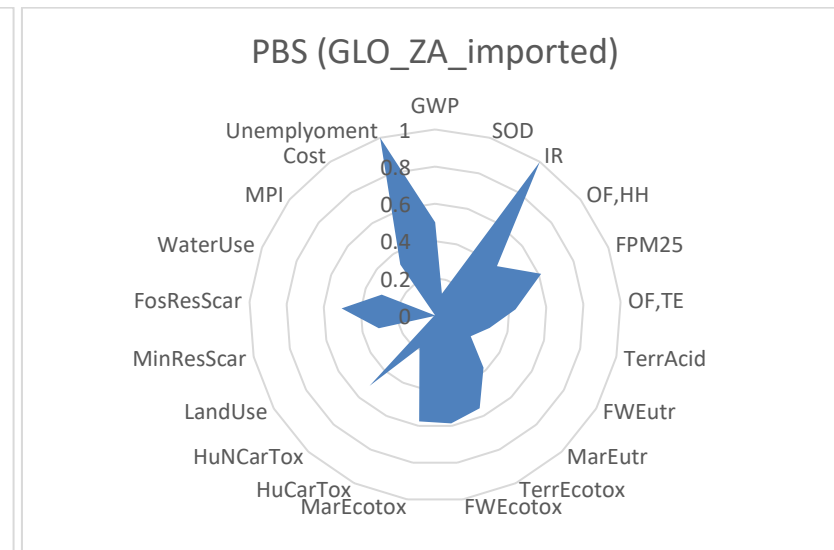 PBS (GLO_ZA_imported)
GWP
SOD
IR
OF,HH
FPM25
OF,TE
TerrAcid
FWEutr
MarEutr
TerrEcotox
FWEcotox
MarEcotox
HuCarTox
HuNCarTox
LandUse
MinResScar
FosResScar
WaterUse
MPI
Cost
Unemplyoment
1
0.8
0.6
0.4
0.2
0